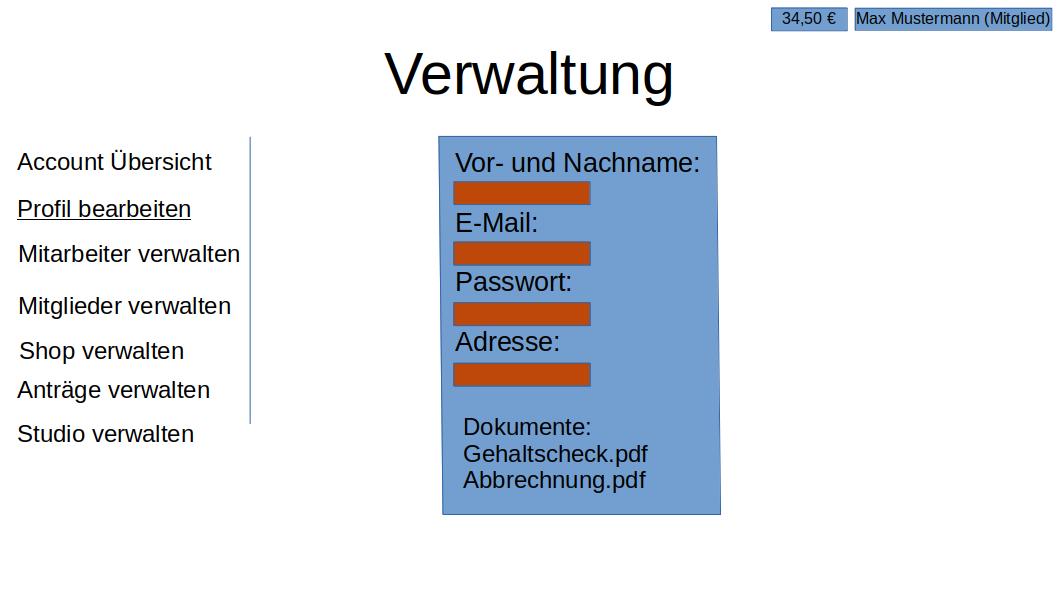 34,50 €
Max Mustermann (Mitglied)
Verwaltung
Account Übersicht
Profil bearbeiten
Mitarbeiter verwalten
Mitglieder verwalten
Shop verwalten
Anträge verwalten
Studio verwalten
Vor- und Nachname:
E-Mail:
Passwort:
Adresse:
Dokumente:
Gehaltscheck.pdf
Abbrechnung.pdf